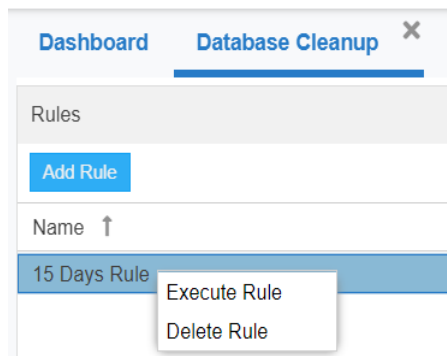 Dashboard Database Cleanup
Rules
Add Rule
Name ↑
15 Days Rule
Execute Rule
Delete Rule